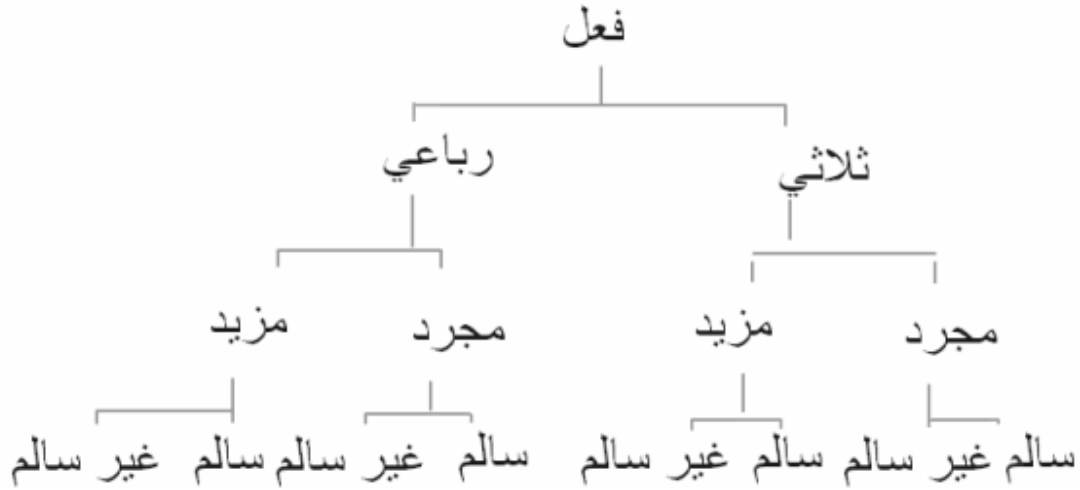 فعل
ثلاثي رباعي
مجرد مزيد مجرد مزيد
سالم غير سالم سالم غير سالم سالم غير سالم سالم غير سالم